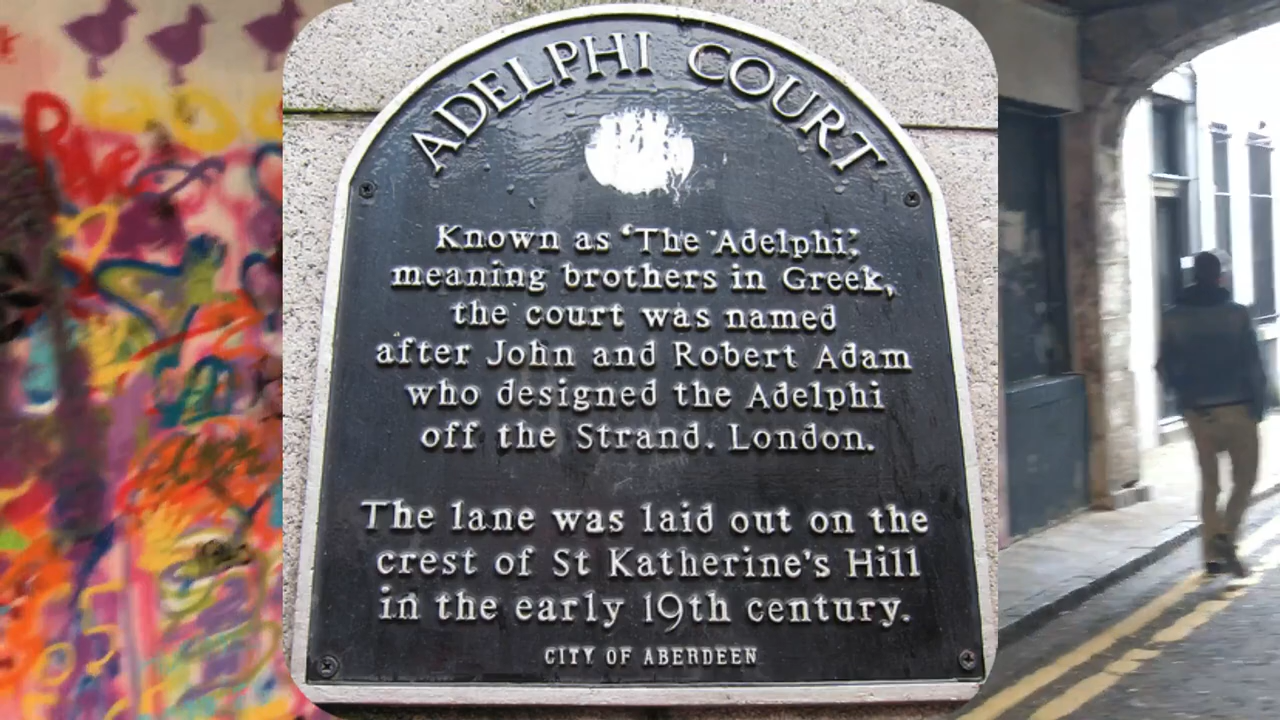 ADELPHI COURT
Known as 'The Adelphi',
meaning brothers in Greek,
the court was named
after John and Robert Adam
who designed the Adelphi
off the Strand. London.
The lane was laid out on the
crest of St Katherine's Hill
in the early 19th century.
CITY OF ABERDEEN